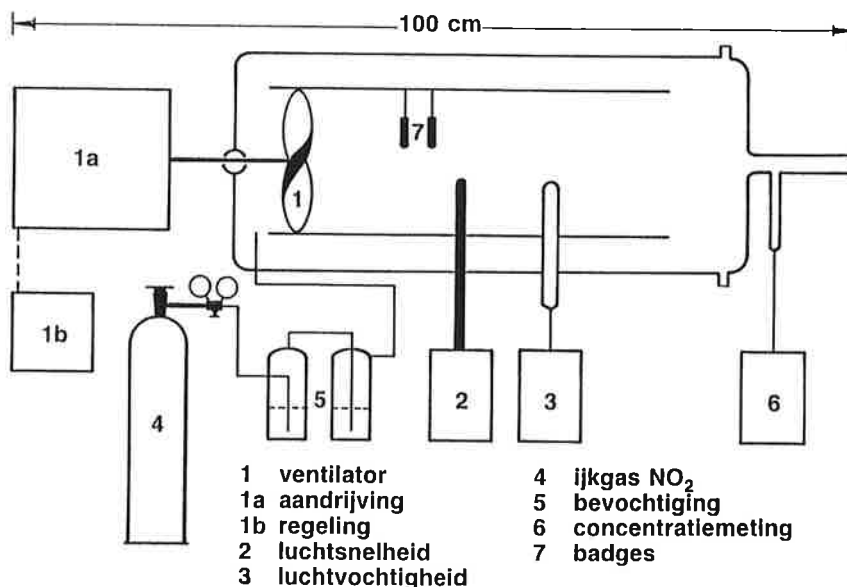 100 cm
1a
1
7
1b
4
5
2
3
6
1 ventilator
1a aandrijving
1b regeling
2 luchtsnelheid
3 luchtvochtigheid
4 ijkgas NO₂
5 bevochtiging
6 concentratiemeting
7 badges